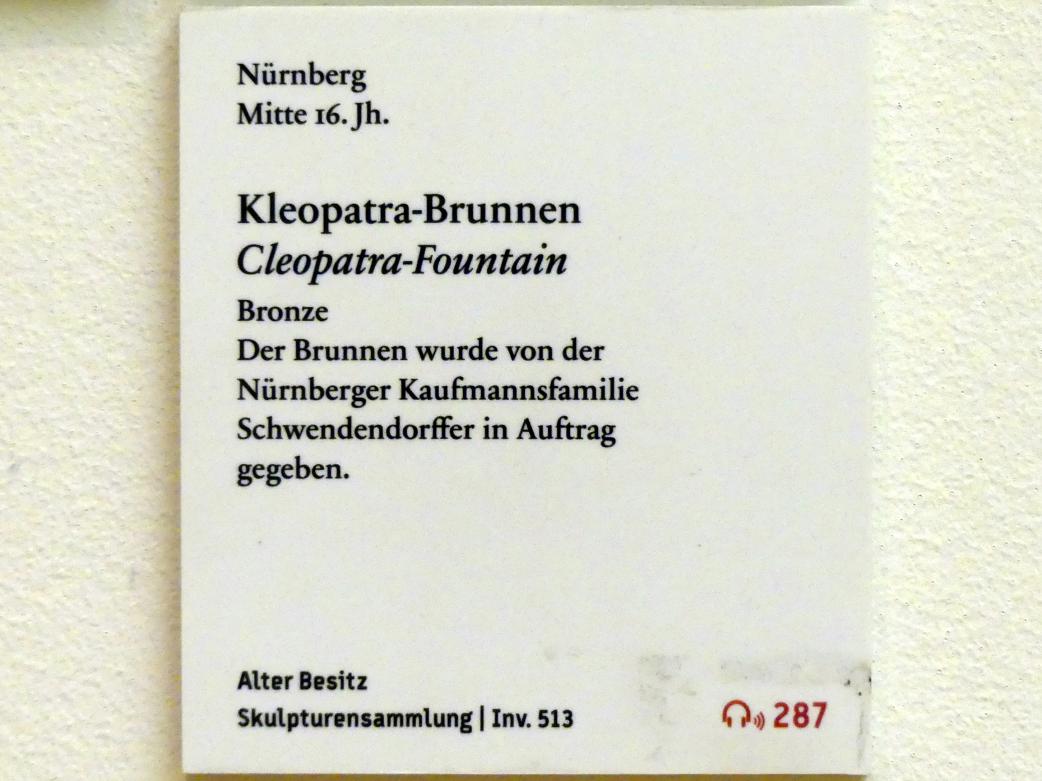 Nürnberg
Mitte 16. Jh.
Kleopatra-Brunnen
Cleopatra-Fountain
Bronze
Der Brunnen wurde von der
Nürnberger Kaufmannsfamilie
Schwendendorffer in Auftrag
gegeben.
Alter Besitz
Skulpturensammlung | Inv. 513
287